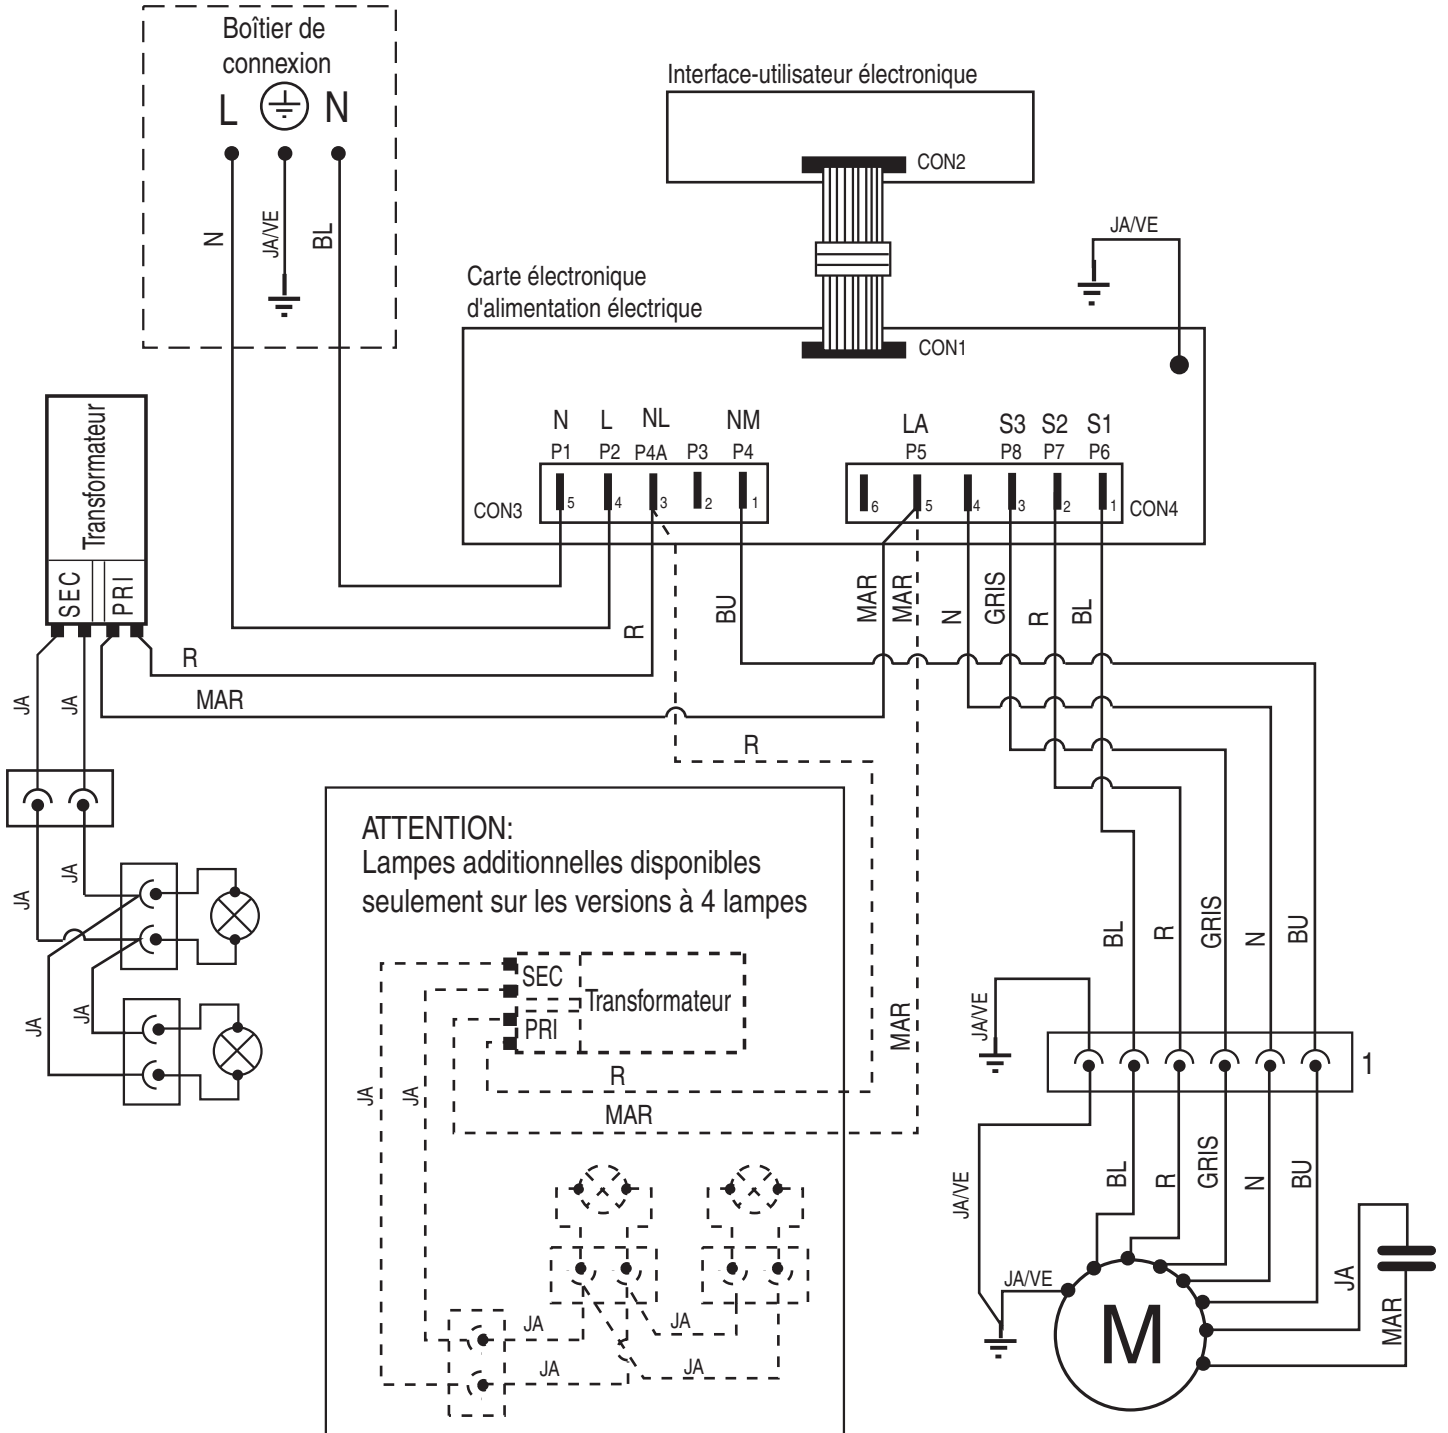 Boîtier de
connexion
L N
N
JA/VE
BL
Interface-utilisateur électronique
CON2
JA/VE
Carte électronique
d'alimentation électrique
CON1
N L NL NM LA S3 S2 S1
P1 P2 P4A P3 P4 P5 P8 P7 P6
CON3 5 4 3 2 1 6 5 4 3 2 1 CON4
Transformateur
SEC
PRI
R
MAR
R
BU
MAR
MAR
N
GRIS
R
BL
JA
JA
R
JA
JA
JA
JA
ATTENTION:
Lampes additionnelles disponibles
seulement sur les versions à 4 lampes
SEC
PRI
Transformateur
R
MAR
MAR
JA
JA
JA
JA
JA
JA
BL
R
GRIS
N
BU
JA/VE
1
JA/VE
BL
R
GRIS
N
BU
JA/VE
M
JA
MAR